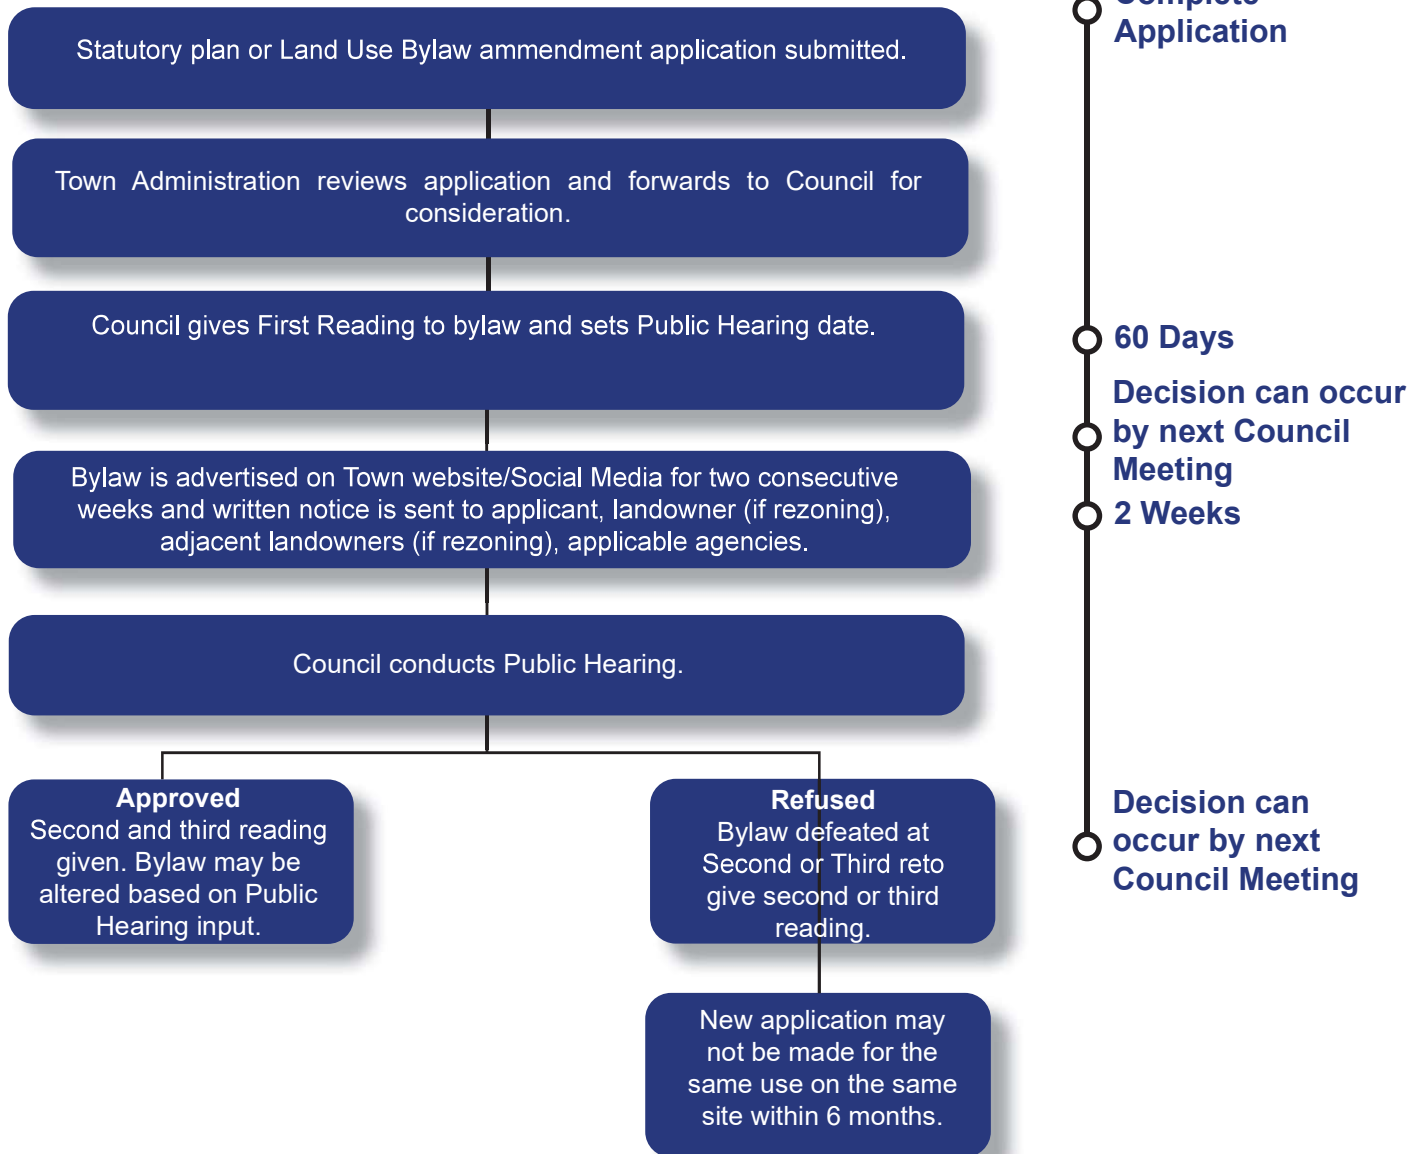 Statutory plan or Land Use Bylaw ammendment application submitted.
Town Administration reviews application and forwards to Council for
consideration.
Council gives First Reading to bylaw and sets Public Hearing date.
Bylaw is advertised on Town website/Social Media for two consecutive
weeks and written notice is sent to applicant, landowner (if rezoning),
adjacent landowners (if rezoning), applicable agencies.
Council conducts Public Hearing.
Approved
Second and third reading
given. Bylaw may be
altered based on Public
Hearing input.
Refused
Bylaw defeated at
Second or Third reto
give second or third
reading.
New application may
not be made for the
same use on the same
site within 6 months.
Complete
Application
60 Days
Decision can occur
by next Council
Meeting
2 Weeks
Decision can
occur by next
Council Meeting